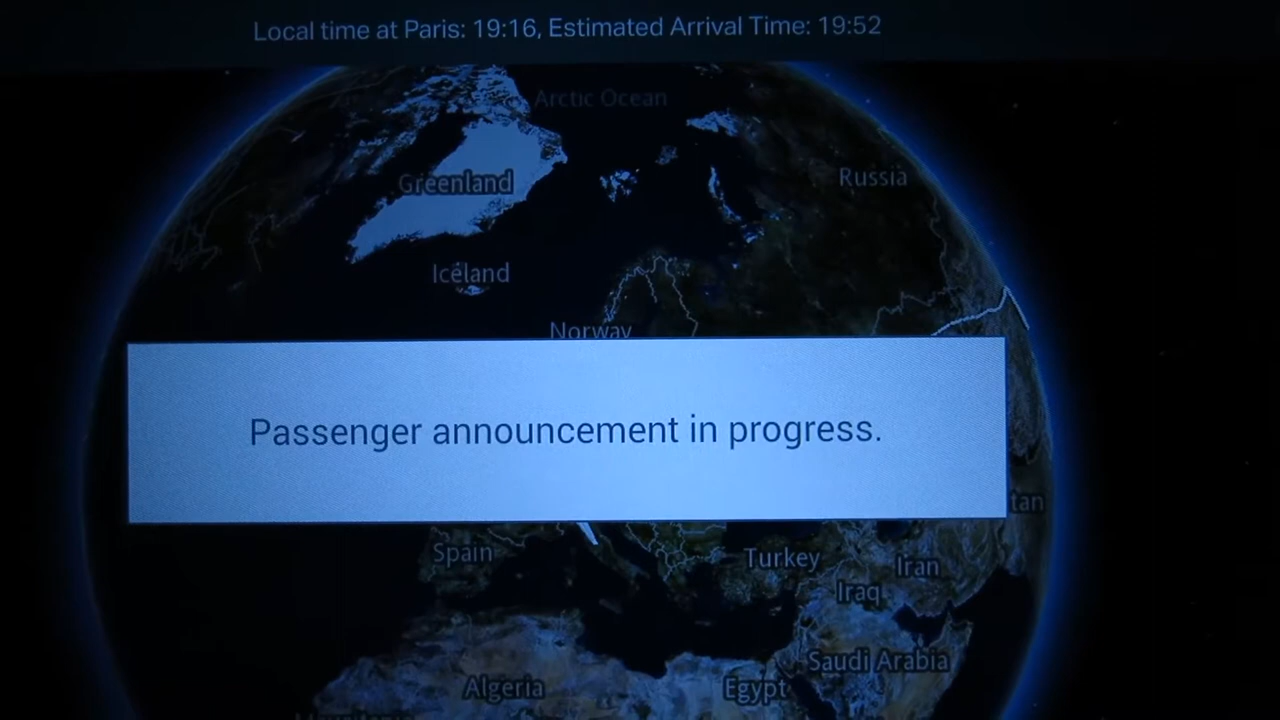 Local time at Paris: 19:16, Estimated Arrival Time: 19:52
Arctic Ocean
Greenland
Russia
Iceland
Norway
Passenger announcement in progress.
tan
Spain
Turkey
Iran
Iraq
Saudi Arabia
Algeria
Egypt